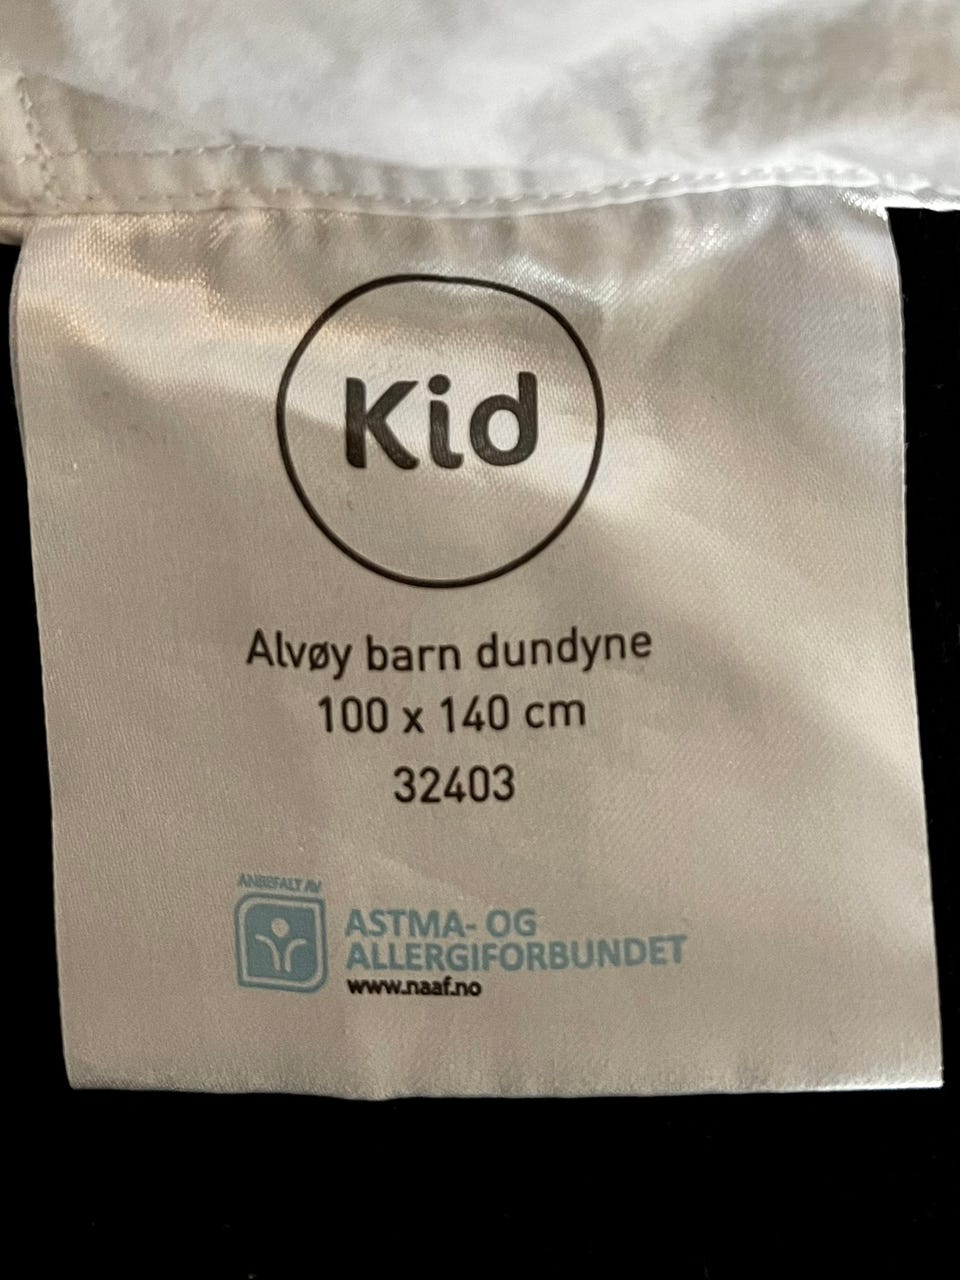 Kid
Alvøy barn dundyne
100 x 140 cm
32403
ANBEFALT AV
ASTMA- OG
ALLERGIFORBUNDET
www.naaf.no